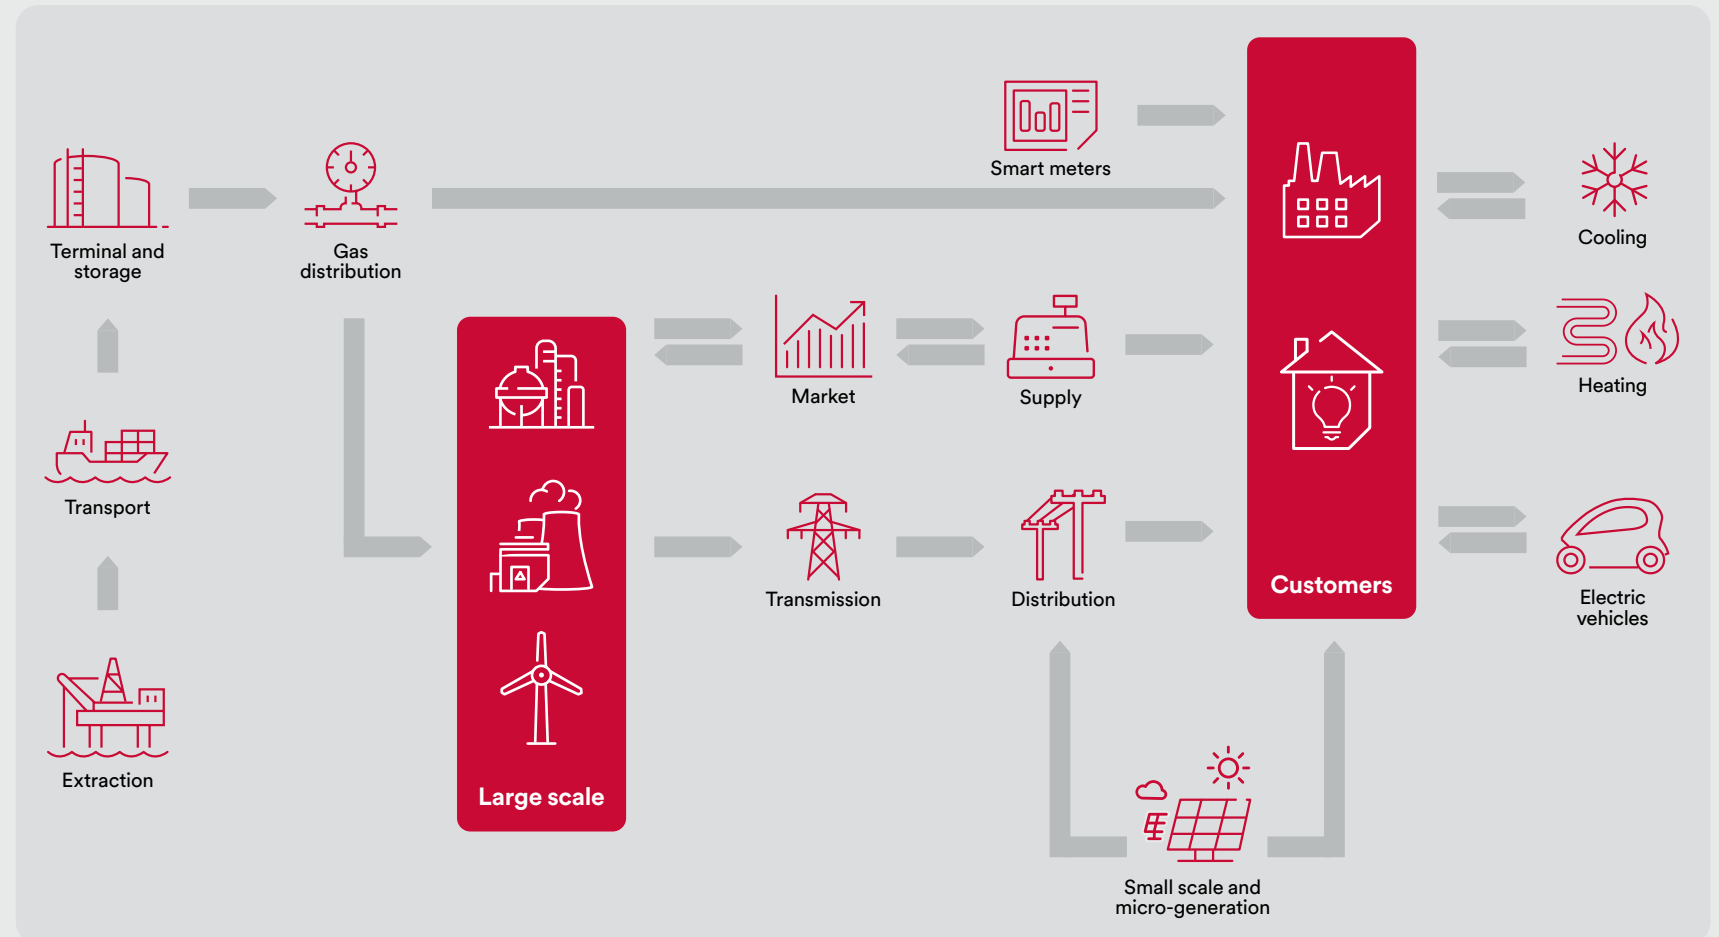 Smart meters
Terminal and
storage
Gas
distribution
Cooling
Market
Supply
Heating
Transport
Transmission
Distribution
Customers
Electric
vehicles
Extraction
Large scale
Small scale and
micro-generation